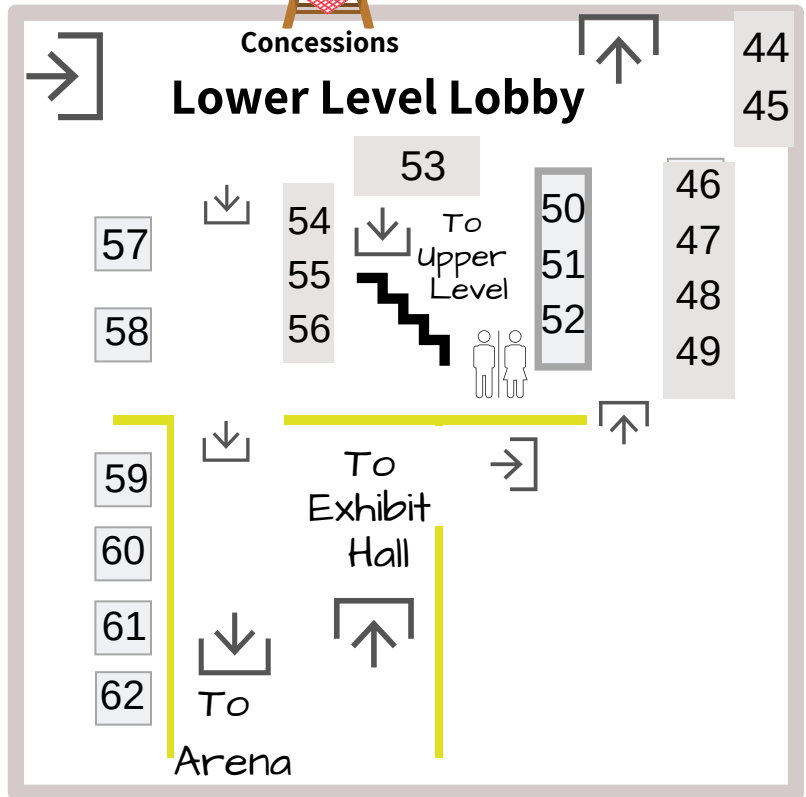 Concessions
Lower Level Lobby
44
45
53
46
47
48
49
50
51
52
54
55
56
To
Upper
Level
57
58
59
60
61
62
To
Exhibit
Hall
To
Arena